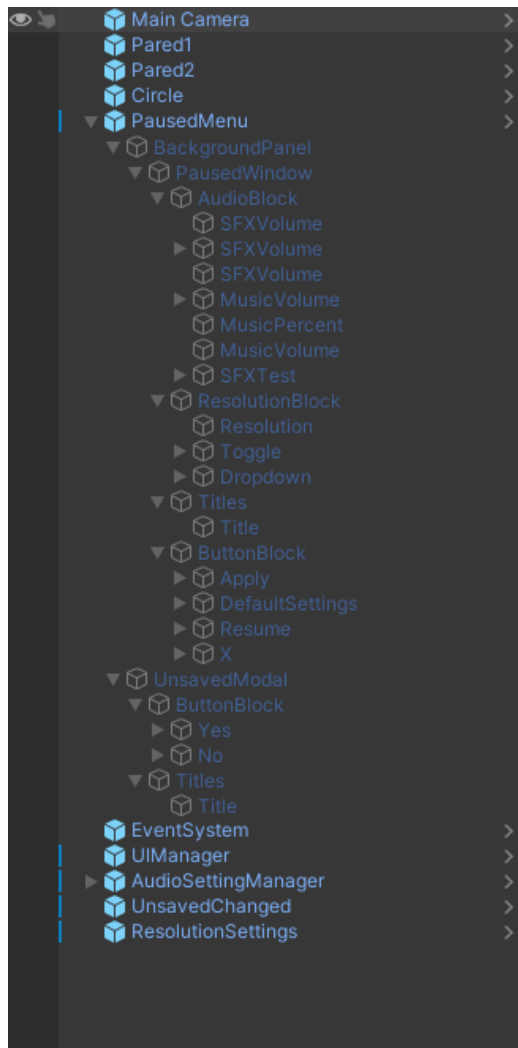 Main Camera
Pared1
Pared2
Circle
PausedMenu
BackgroundPanel
PausedWindow
AudioBlock
SFXVolume
SFXVolume
SFXVolume
MusicVolume
MusicPercent
MusicVolume
SFXTest
ResolutionBlock
Resolution
Toggle
Dropdown
Titles
Title
ButtonBlock
Apply
DefaultSettings
Resume
X
UnsavedModal
ButtonBlock
Yes
No
Titles
Title
EventSystem
UIManager
AudioSettingManager
UnsavedChanged
ResolutionSettings